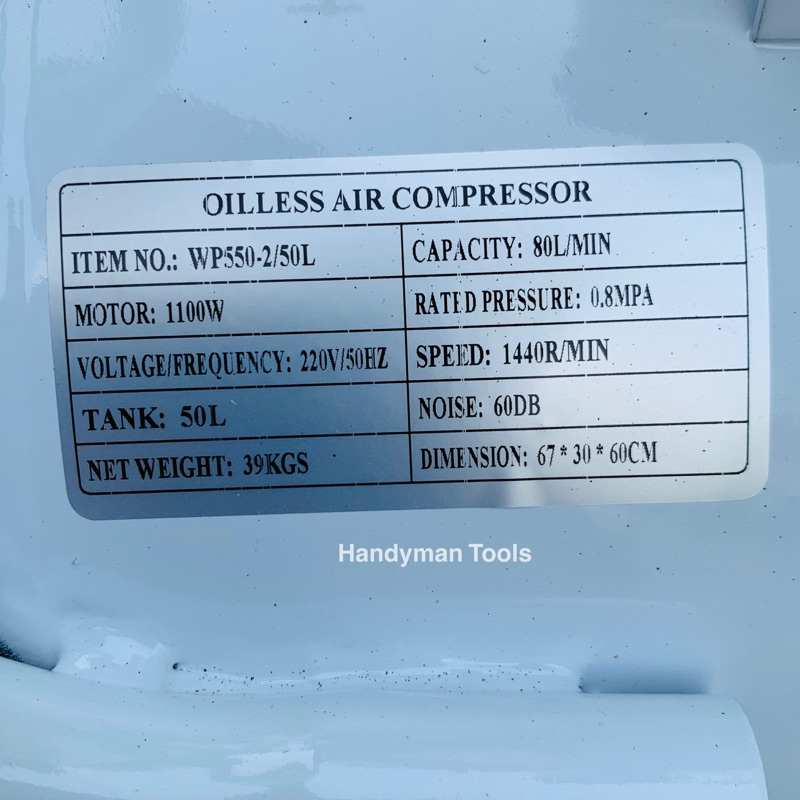 OILLESS AIR COMPRESSOR
ITEM NO.: WP550-2/50L
CAPACITY: 80L/MIN
MOTOR: 1100W
RATED PRESSURE: 0.8MPA
VOLTAGE/FREQUENCY: 220V/50HZ
SPEED: 1440R/MIN
TANK: 50L
NOISE: 60DB
NET WEIGHT: 39KGS
DIMENSION: 67 * 30 * 60CM
Handyman Tools